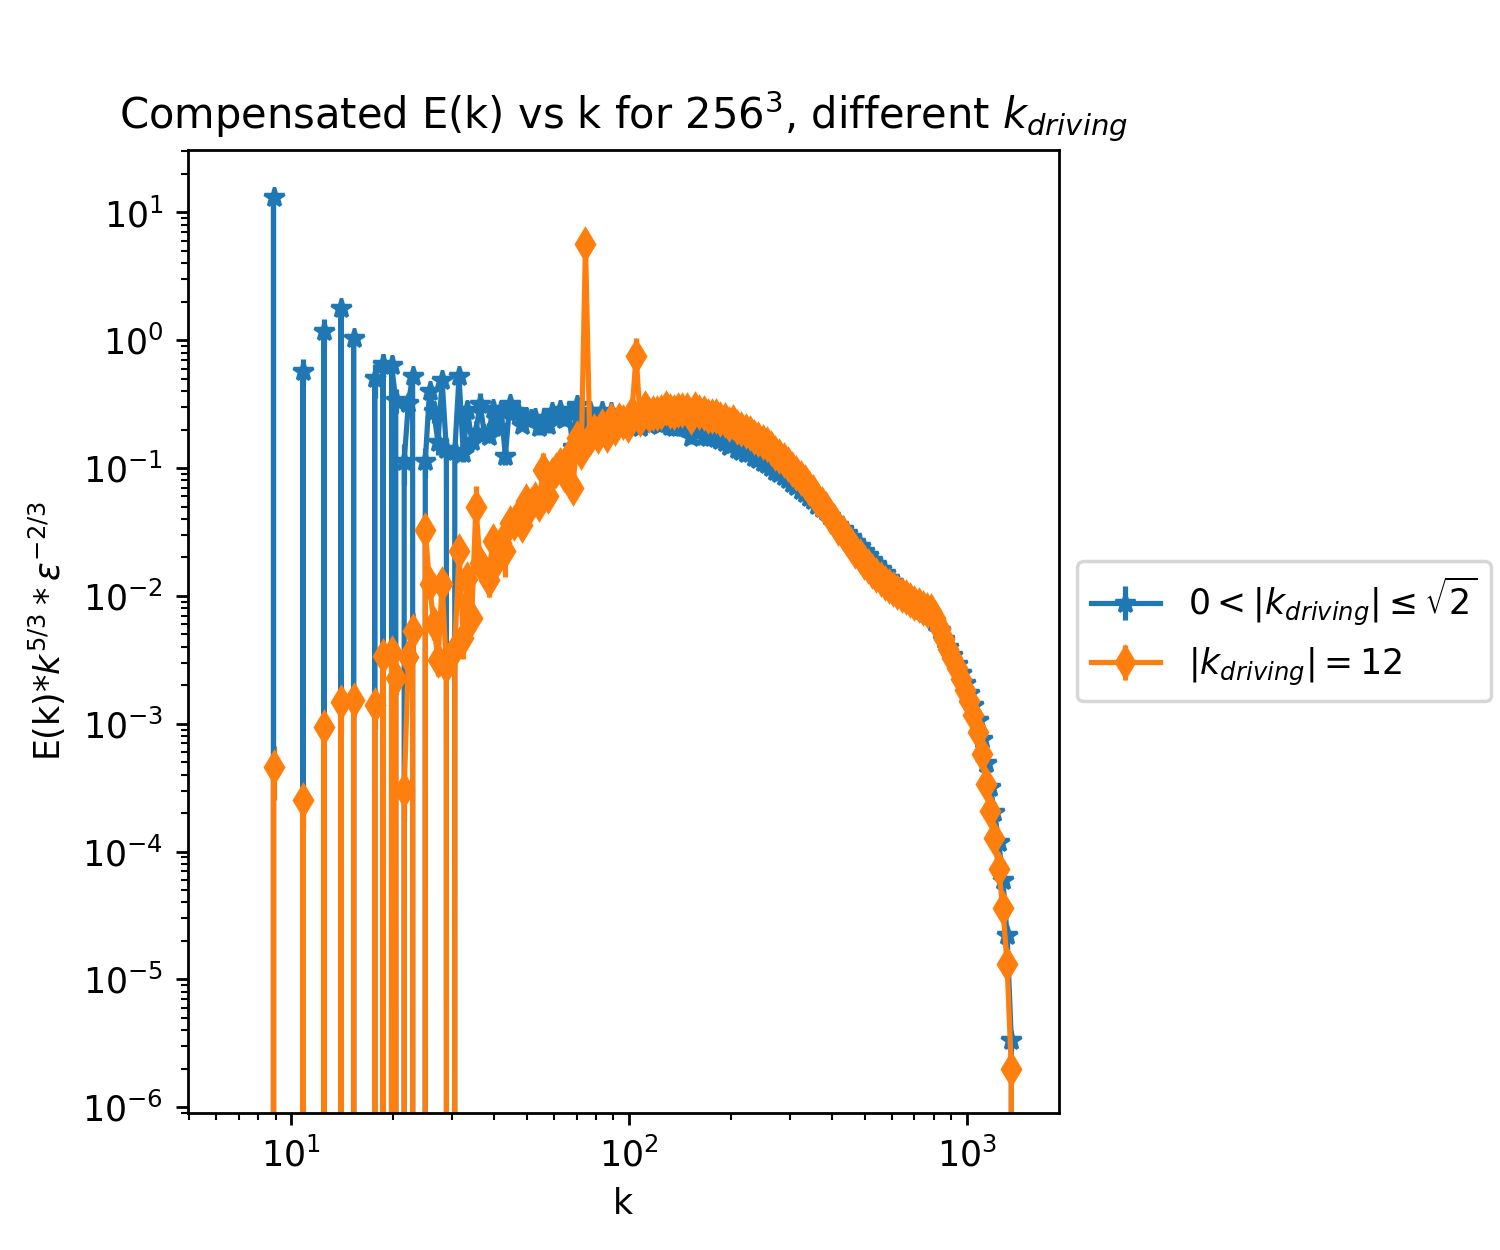 Compensated E(k) vs k for 256³, different k_driving
10¹
10⁰
10⁻¹
10⁻²
10⁻³
10⁻⁴
10⁻⁵
10⁻⁶
E(k)*k^5/3 * ε^−2/3
10¹ 10² 10³
k
0 < |k_driving| ≤ √2
|k_driving| = 12